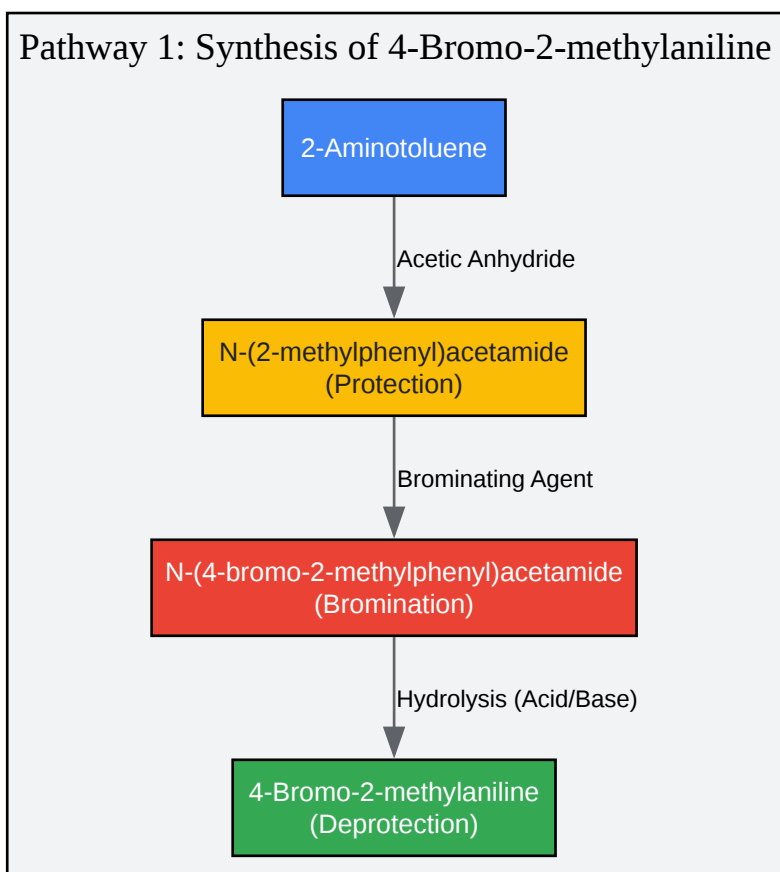 Pathway 1: Synthesis of 4-Bromo-2-methylaniline
2-Aminotoluene
Acetic Anhydride
N-(2-methylphenyl)acetamide
(Protection)
Brominating Agent
N-(4-bromo-2-methylphenyl)acetamide
(Bromination)
Hydrolysis (Acid/Base)
4-Bromo-2-methylaniline
(Deprotection)